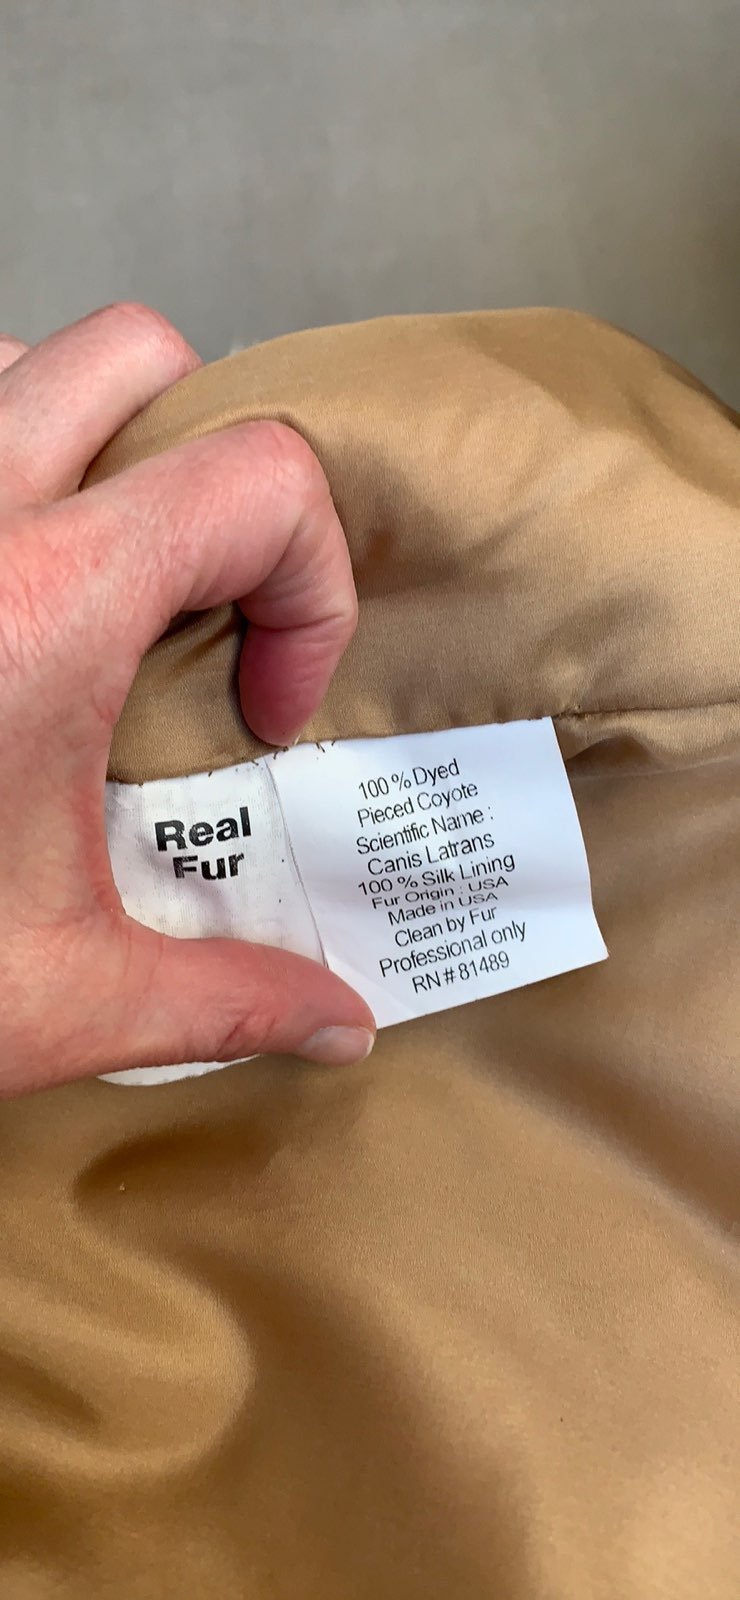 Real
Fur
100 % Dyed
Pieced Coyote
Scientific Name :
Canis Latrans
100 % Silk Lining
Fur Origin : USA
Made in USA
Clean by Fur
Professional only
RN # 81489